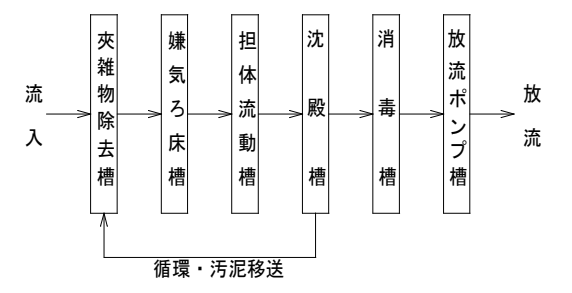 流入
夾雑物除去槽
嫌気ろ床槽
担体流動槽
沈殿槽
消毒槽
放流ポンプ槽
放流
循環・汚泥移送